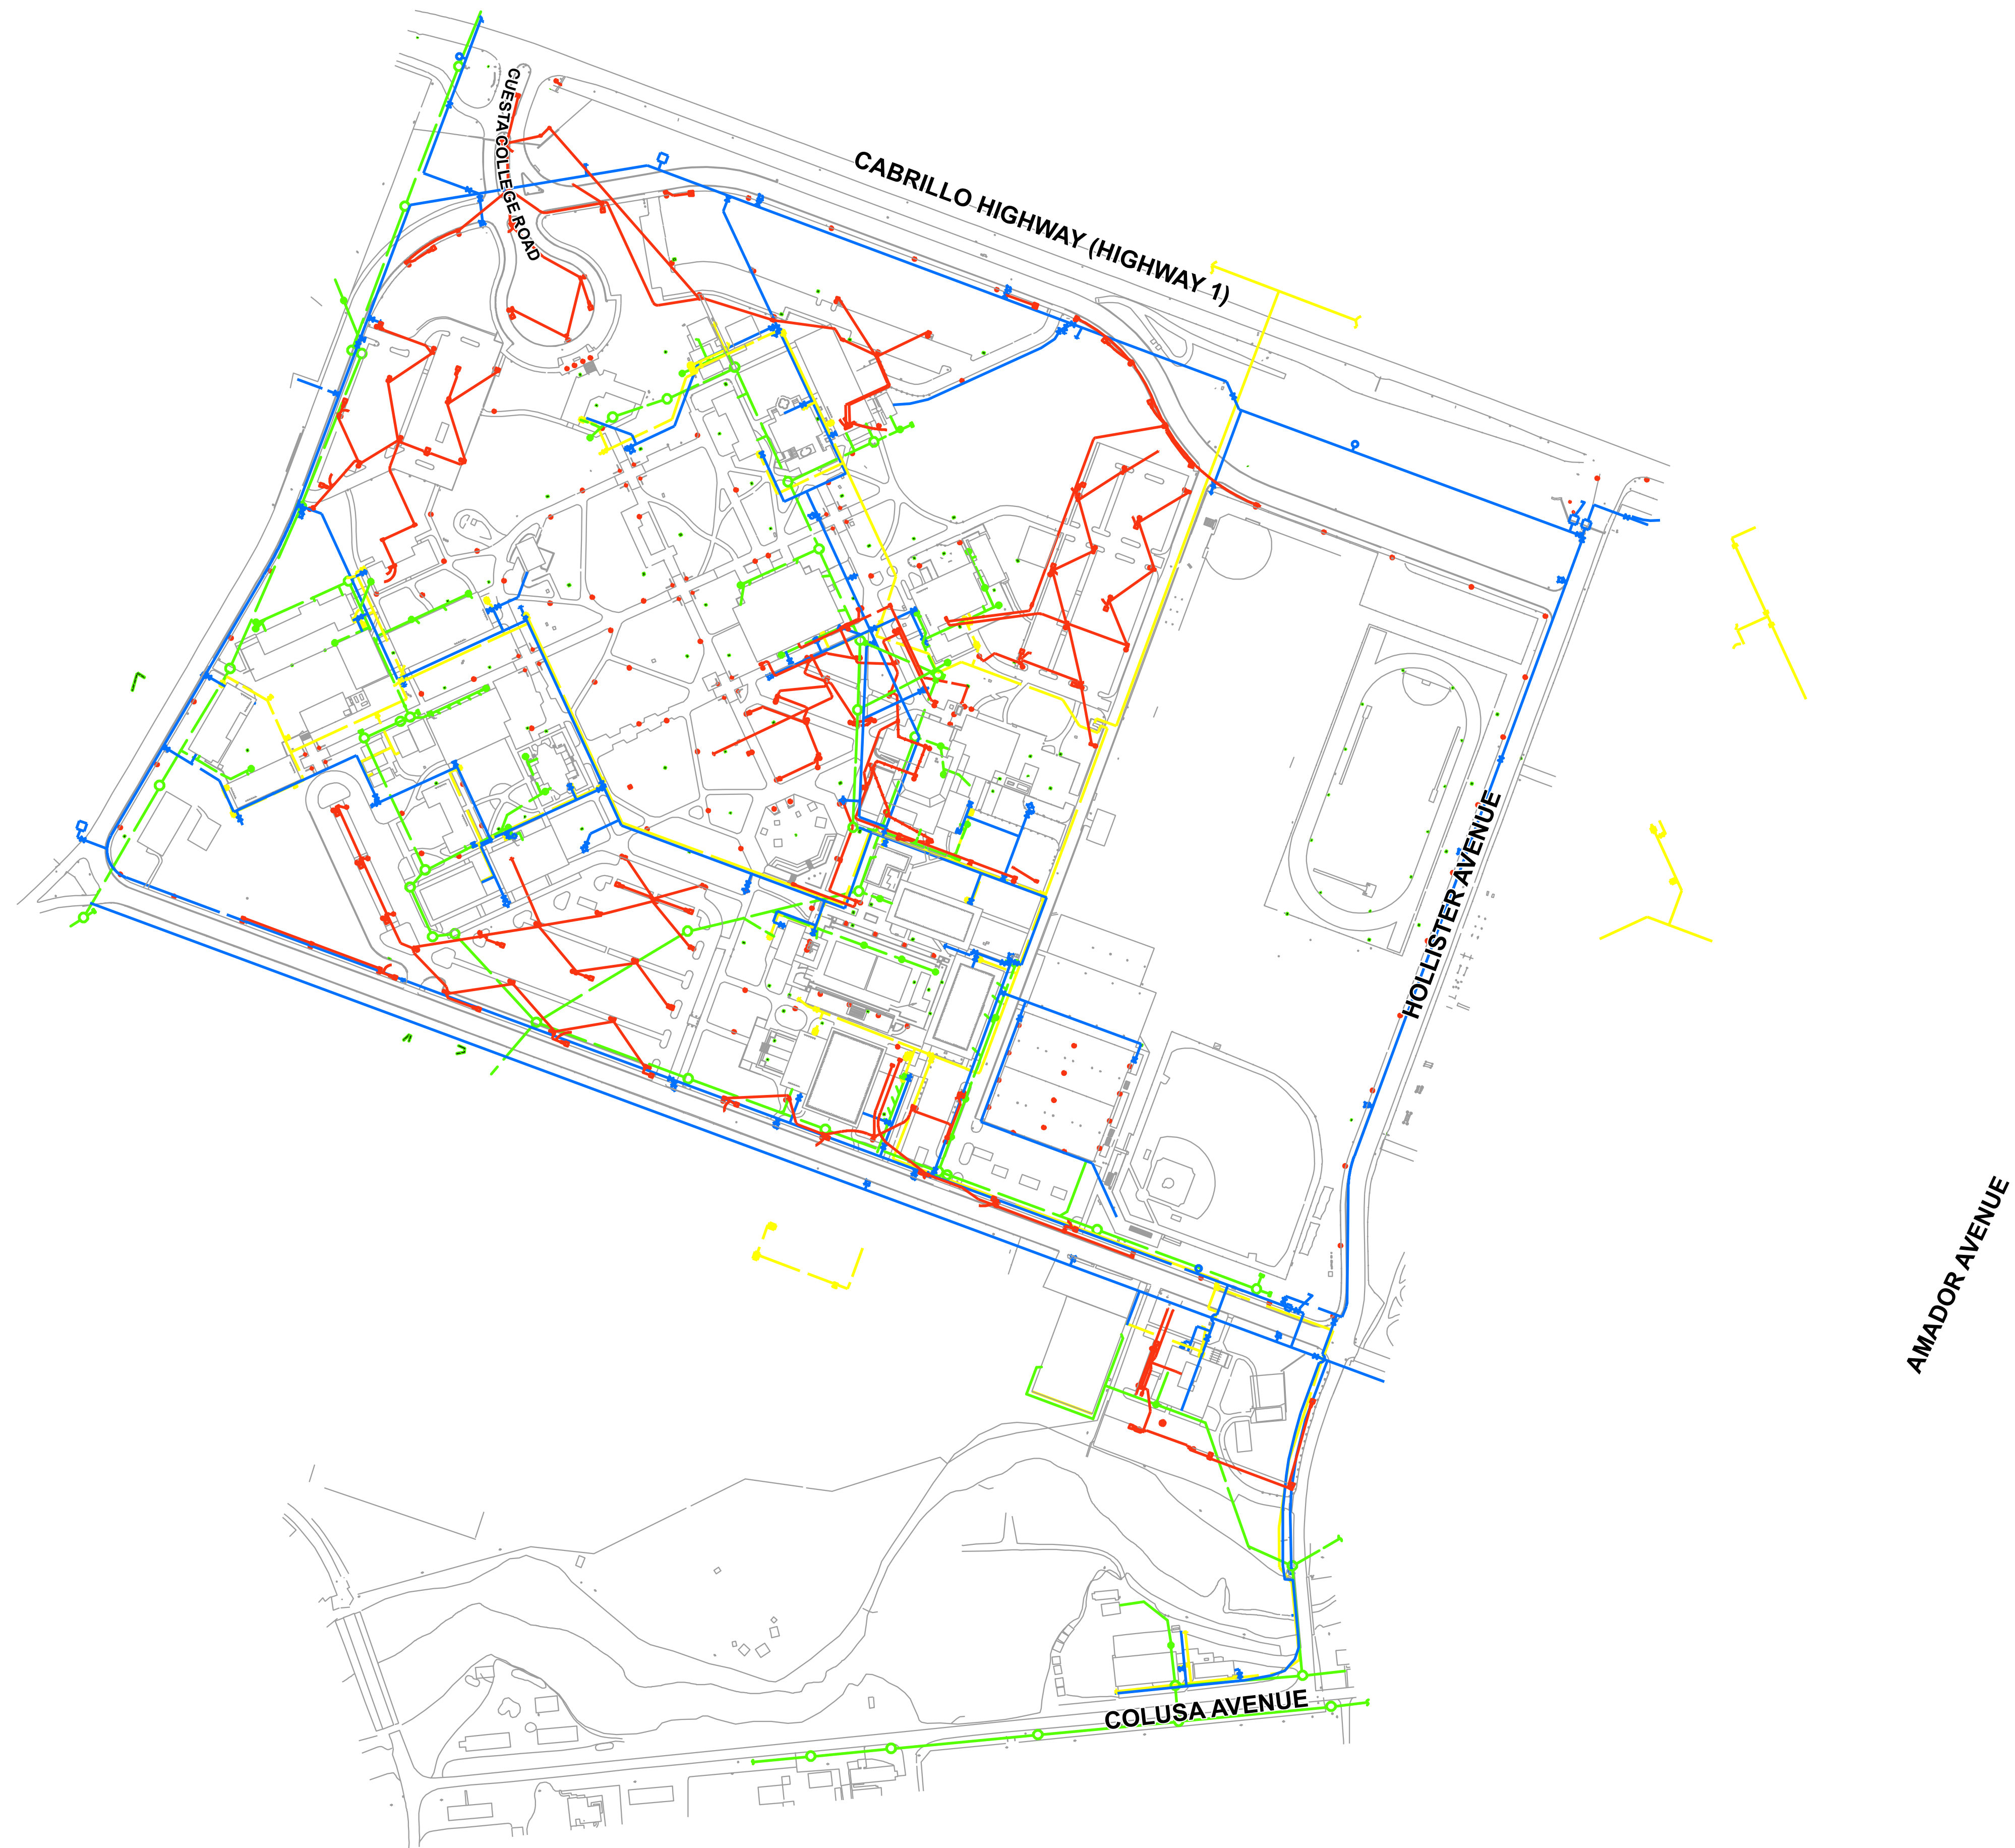 CUESTA COLLEGE ROAD
CABRILLO HIGHWAY (HIGHWAY 1)
HOLLISTER AVENUE
AMADOR AVENUE
COLUSA AVENUE